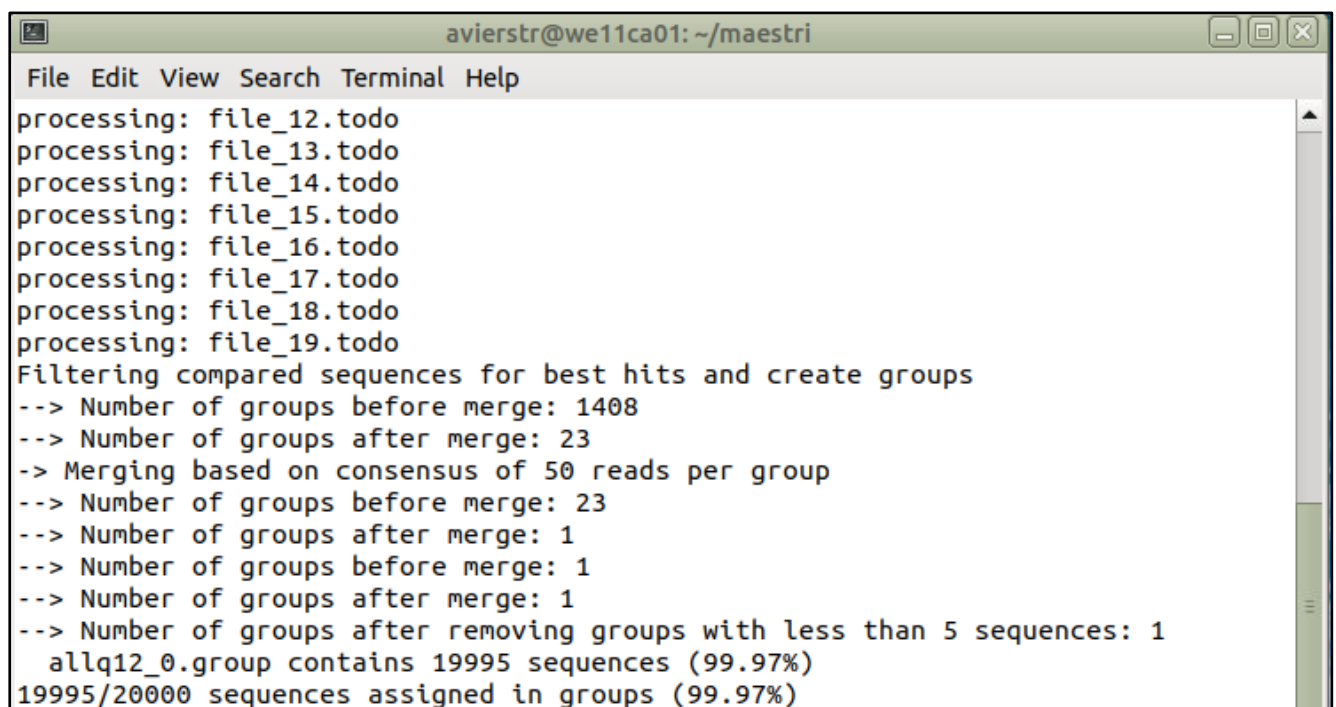 avierstr@we11ca01: ~/maestri
File Edit View Search Terminal Help
processing: file_12.todo
processing: file_13.todo
processing: file_14.todo
processing: file_15.todo
processing: file_16.todo
processing: file_17.todo
processing: file_18.todo
processing: file_19.todo
Filtering compared sequences for best hits and create groups
--> Number of groups before merge: 1408
--> Number of groups after merge: 23
-> Merging based on consensus of 50 reads per group
--> Number of groups before merge: 23
--> Number of groups after merge: 1
--> Number of groups before merge: 1
--> Number of groups after merge: 1
--> Number of groups after removing groups with less than 5 sequences: 1
  allq12_0.group contains 19995 sequences (99.97%)
19995/20000 sequences assigned in groups (99.97%)